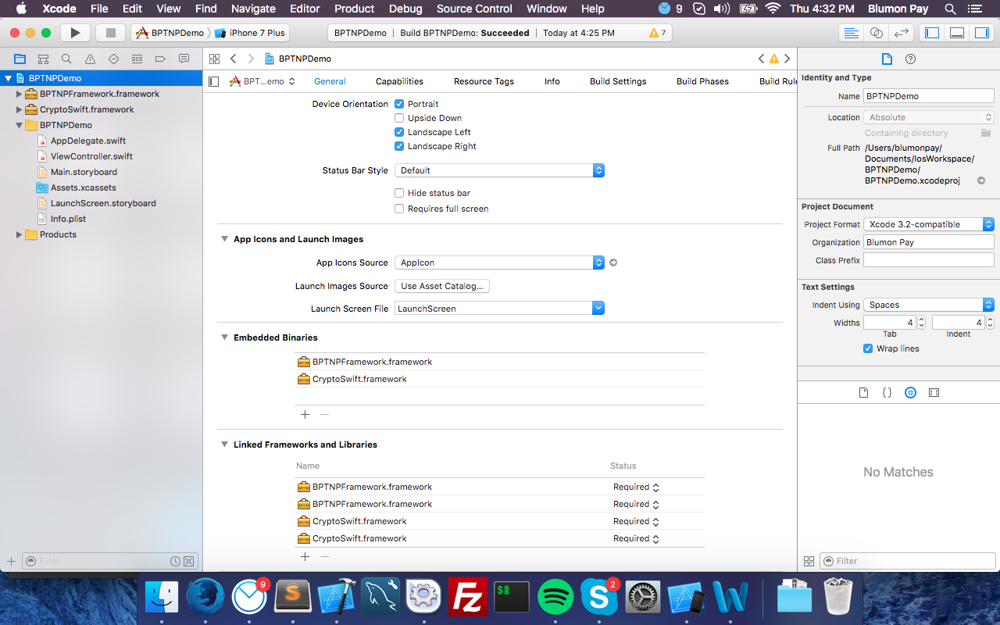 Xcode File Edit View Find Navigate Editor Product Debug Source Control Window Help 9 Thu 4:32 PM Blumon Pay
BPTNPDemo iPhone 7 Plus BPTNPDemo Build BPTNPDemo: Succeeded Today at 4:25 PM 7
BPTNPDemo
BPTNPDemo
BPTNPFramework.framework
CryptoSwift.framework
BPTNPDemo
AppDelegate.swift
ViewController.swift
Main.storyboard
Assets.xcassets
LaunchScreen.storyboard
Info.plist
Products
Filter
BPT...emo General Capabilities Resource Tags Info Build Settings Build Phases Build Rule
Device Orientation Portrait
Upside Down
Landscape Left
Landscape Right
Status Bar Style Default
Hide status bar
Requires full screen
App Icons and Launch Images
App Icons Source AppIcon
Launch Images Source Use Asset Catalog...
Launch Screen File LaunchScreen
Embedded Binaries
BPTNPFramework.framework
CryptoSwift.framework
Linked Frameworks and Libraries
Name Status
BPTNPFramework.framework Required
BPTNPFramework.framework Required
CryptoSwift.framework Required
CryptoSwift.framework Required
Identity and Type
Name BPTNPDemo
Location Absolute
Containing directory
Full Path /Users/blumonpay/
Documents/IosWorkspace/
BPTNPDemo/
BPTNPDemo.xcodeproj
Project Document
Project Format Xcode 3.2-compatible
Organization Blumon Pay
Class Prefix
Text Settings
Indent Using Spaces
Widths 4 4
Tab Indent
Wrap lines
{}
No Matches
Filter
9 S Fz $ S 2 W